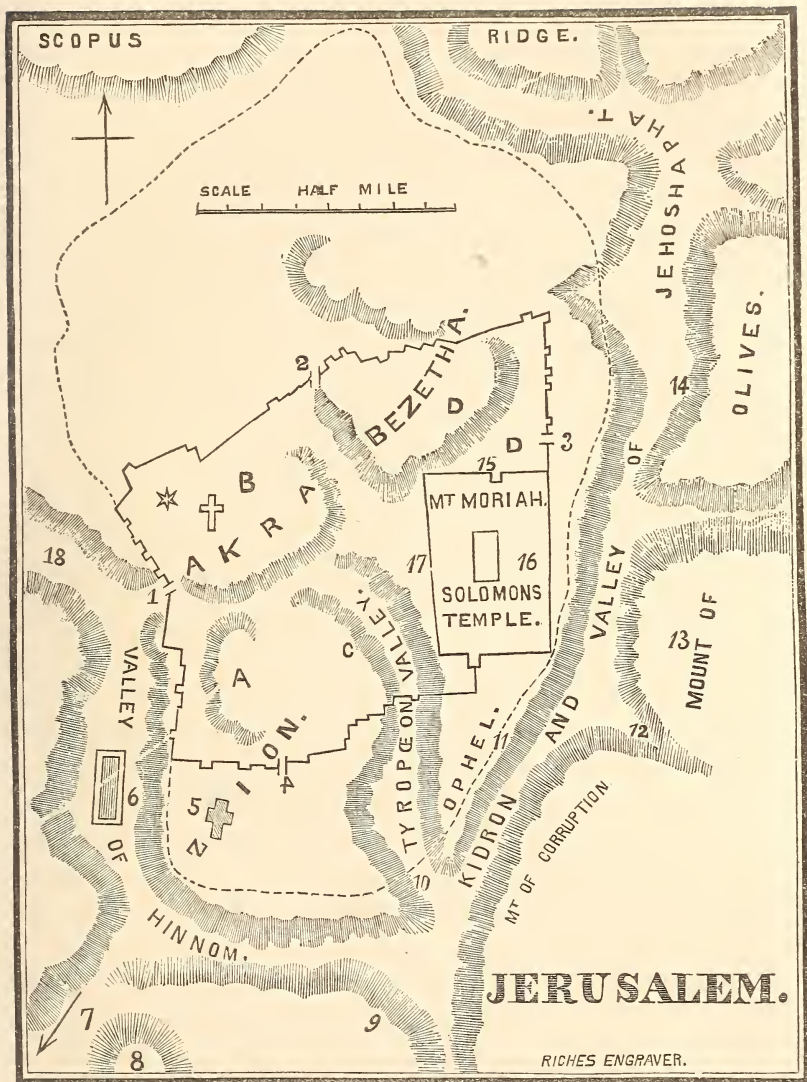 SCOPUS RIDGE.
SCALE HALF MILE
JEHOSHAPHAT.
OLIVES.
BEZETHA.
2
D
14
D
3
15
OF
B
AKRA
MT MORIAH.
18
17
16
VALLEY
1
SOLOMONS
TEMPLE.
13
MOUNT OF
VALLEY
A
C
TYROPŒON VALLEY.
ZION.
OPHEL.
11
AND
12
4
6
5
OF
KIDRON
10
MT OF CORRUPTION
HINNOM.
JERUSALEM.
7
8
9
RICHES ENGRAVER.